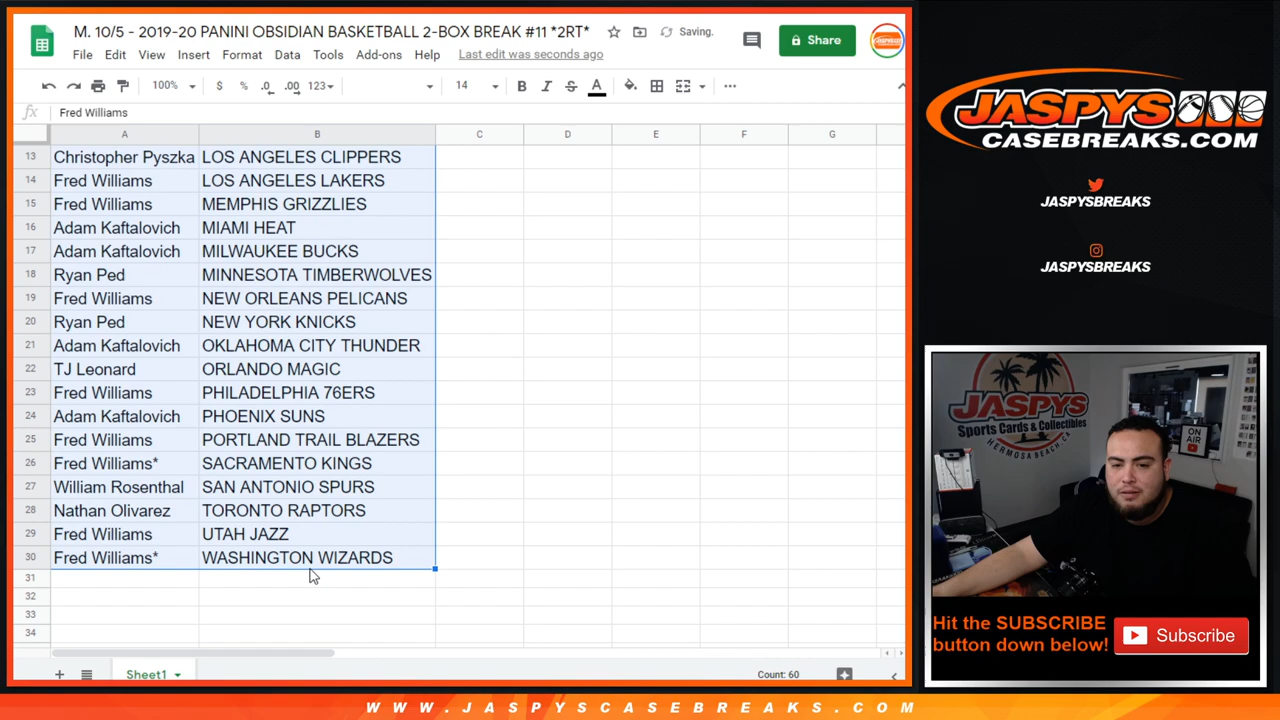 M. 10/5 - 2019-20 PANINI OBSIDIAN BASKETBALL 2-BOX BREAK #11 *2RT*
Saving.
Share
File Edit View Insert Format Data Tools Add-ons Help Last edit was seconds ago
100% $ % .0 .00 123 14 B I S A
fx Fred Williams
A B C D E F G
13 Christopher Pyszka LOS ANGELES CLIPPERS
14 Fred Williams LOS ANGELES LAKERS
15 Fred Williams MEMPHIS GRIZZLIES
16 Adam Kaftalovich MIAMI HEAT
17 Adam Kaftalovich MILWAUKEE BUCKS
18 Ryan Ped MINNESOTA TIMBERWOLVES
19 Fred Williams NEW ORLEANS PELICANS
20 Ryan Ped NEW YORK KNICKS
21 Adam Kaftalovich OKLAHOMA CITY THUNDER
22 TJ Leonard ORLANDO MAGIC
23 Fred Williams PHILADELPHIA 76ERS
24 Adam Kaftalovich PHOENIX SUNS
25 Fred Williams PORTLAND TRAIL BLAZERS
26 Fred Williams* SACRAMENTO KINGS
27 William Rosenthal SAN ANTONIO SPURS
28 Nathan Olivarez TORONTO RAPTORS
29 Fred Williams UTAH JAZZ
30 Fred Williams* WASHINGTON WIZARDS
31
32
33
34
Sheet1
Count: 60
JASPYS
CASEBREAKS.COM
JASPYSBREAKS
JASPYSBREAKS
JASPYS
Sports Cards & Collectibles
HERMOSA BEACH, CA
ON AIR
Hit the SUBSCRIBE
button down below!
Subscribe
WWW.JASPYSCASEBREAKS.COM